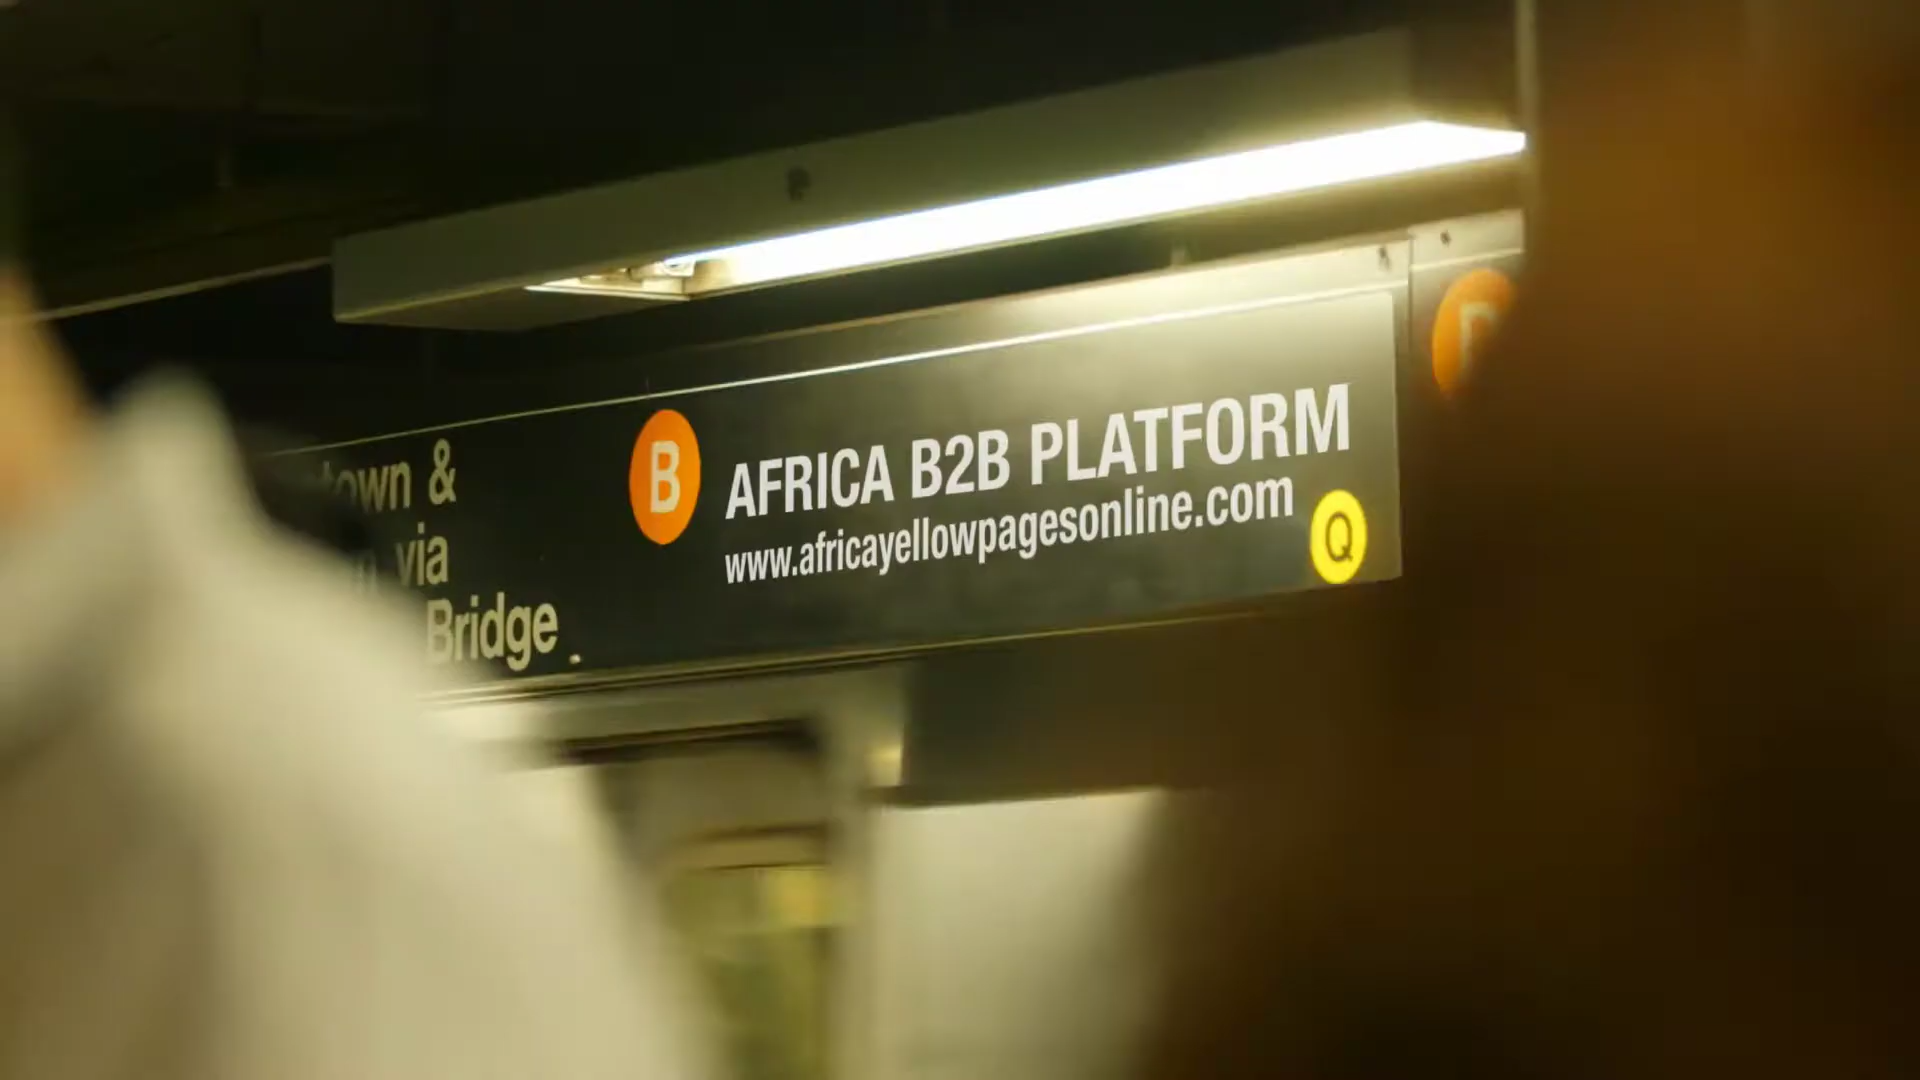 town &
via
Bridge
B
AFRICA B2B PLATFORM
www.africayellowpagesonline.com
Q